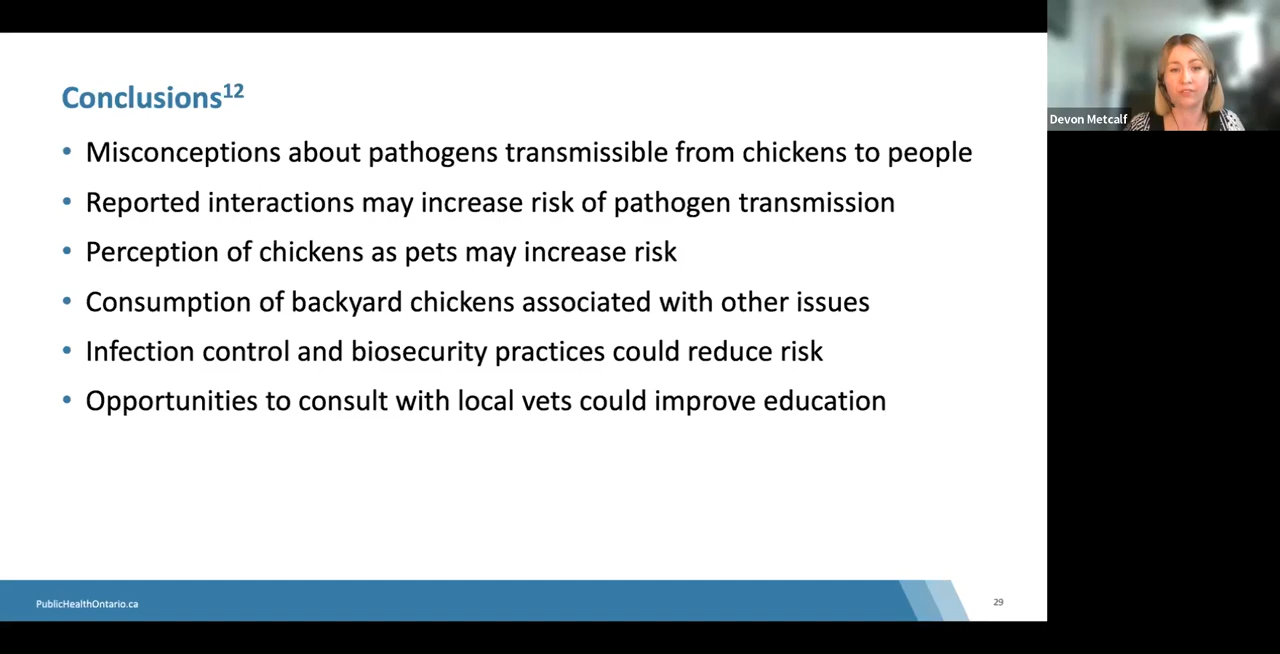 Conclusions12
• Misconceptions about pathogens transmissible from chickens to people
• Reported interactions may increase risk of pathogen transmission
• Perception of chickens as pets may increase risk
• Consumption of backyard chickens associated with other issues
• Infection control and biosecurity practices could reduce risk
• Opportunities to consult with local vets could improve education
PublicHealthOntario.ca
29
Devon Metcalf